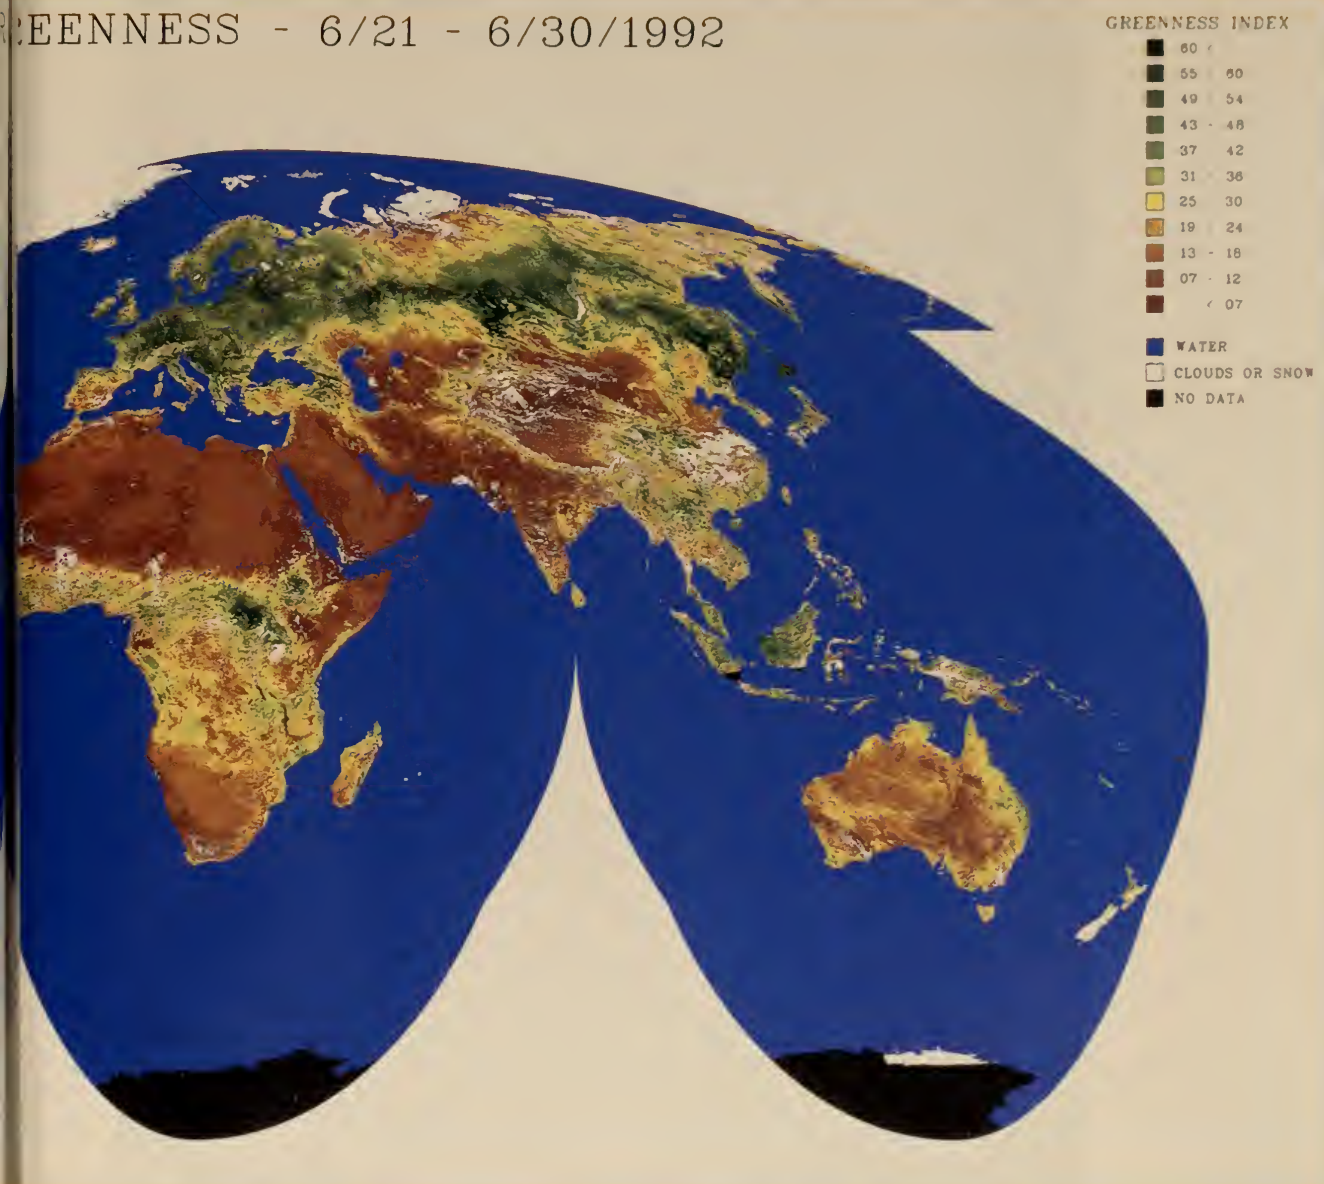 EENNESS - 6/21 - 6/30/1992
GREENNESS INDEX
60 <
55 60
49 54
43 - 48
37 42
31 36
25 30
19 24
13 - 18
07 - 12
< 07
WATER
CLOUDS OR SNOW
NO DATA